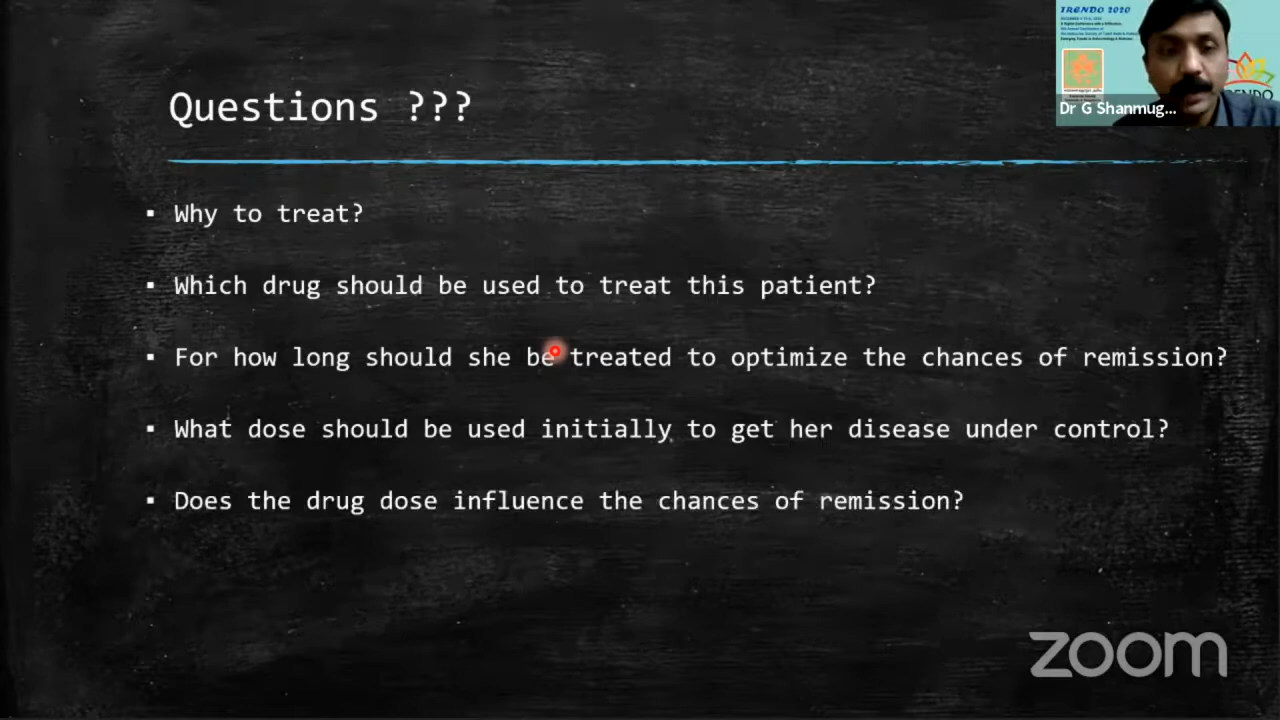 TRENDO 2020
Dr G Shanmug...
Questions ???
▪ Why to treat?
▪ Which drug should be used to treat this patient?
▪ For how long should she be treated to optimize the chances of remission?
▪ What dose should be used initially to get her disease under control?
▪ Does the drug dose influence the chances of remission?
zoom